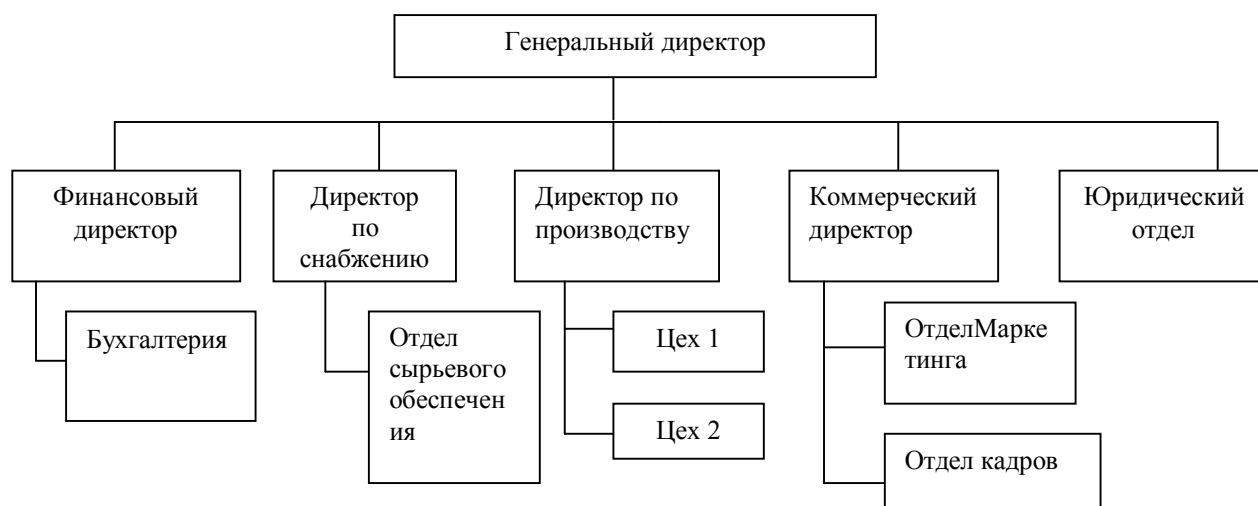 Генеральный директор
Финансовый
директор
Директор
по
снабжению
Директор по
производству
Коммерческий
директор
Юридический
отдел
Бухгалтерия
Отдел
сырьевого
обеспечен
ия
Цех 1
Цех 2
ОтделМарке
тинга
Отдел кадров